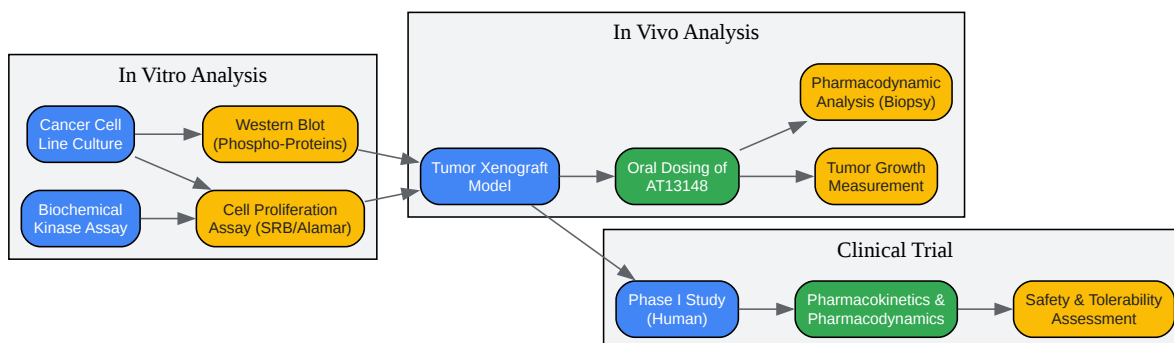 In Vitro Analysis
Cancer Cell
Line Culture
Western Blot
(Phospho-Proteins)
Biochemical
Kinase Assay
Cell Proliferation
Assay (SRB/Alamar)
In Vivo Analysis
Tumor Xenograft
Model
Oral Dosing of
AT13148
Pharmacodynamic
Analysis (Biopsy)
Tumor Growth
Measurement
Clinical Trial
Phase I Study
(Human)
Pharmacokinetics &
Pharmacodynamics
Safety & Tolerability
Assessment